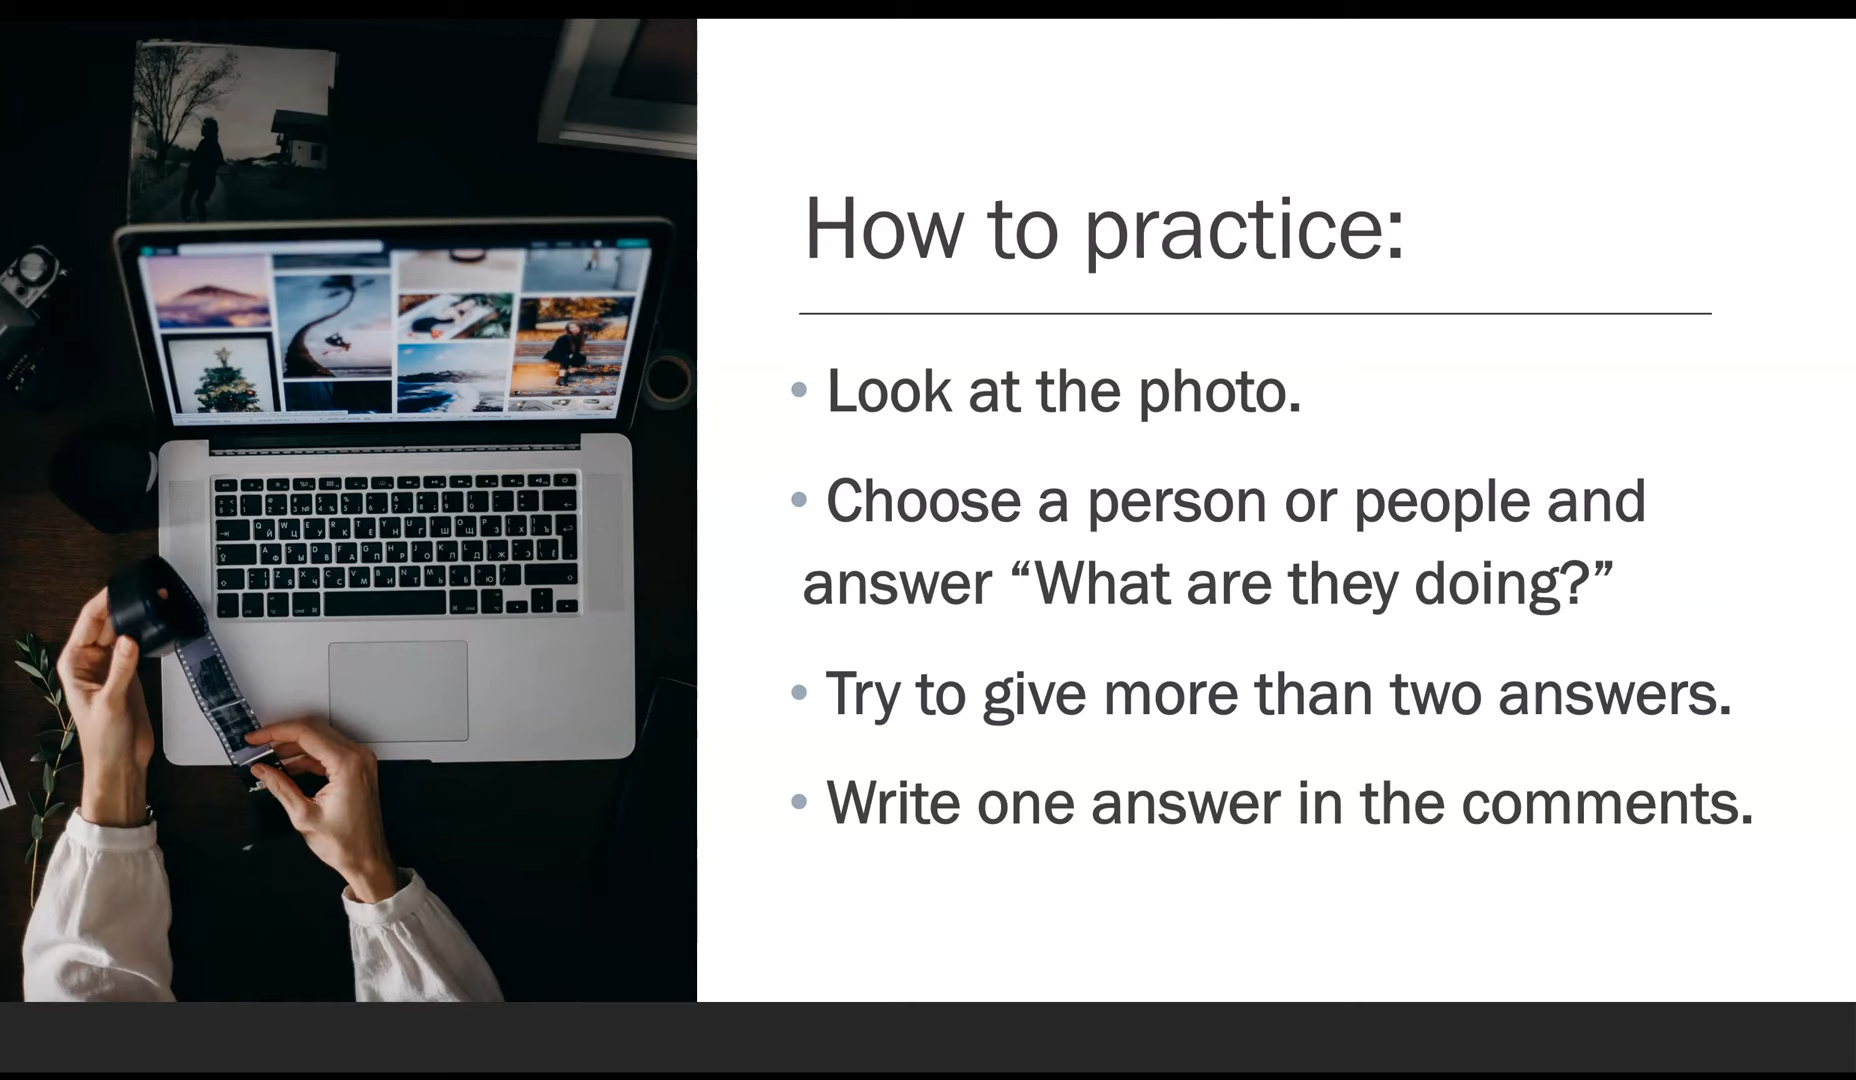 How to practice:
• Look at the photo.
• Choose a person or people and
answer “What are they doing?”
• Try to give more than two answers.
• Write one answer in the comments.